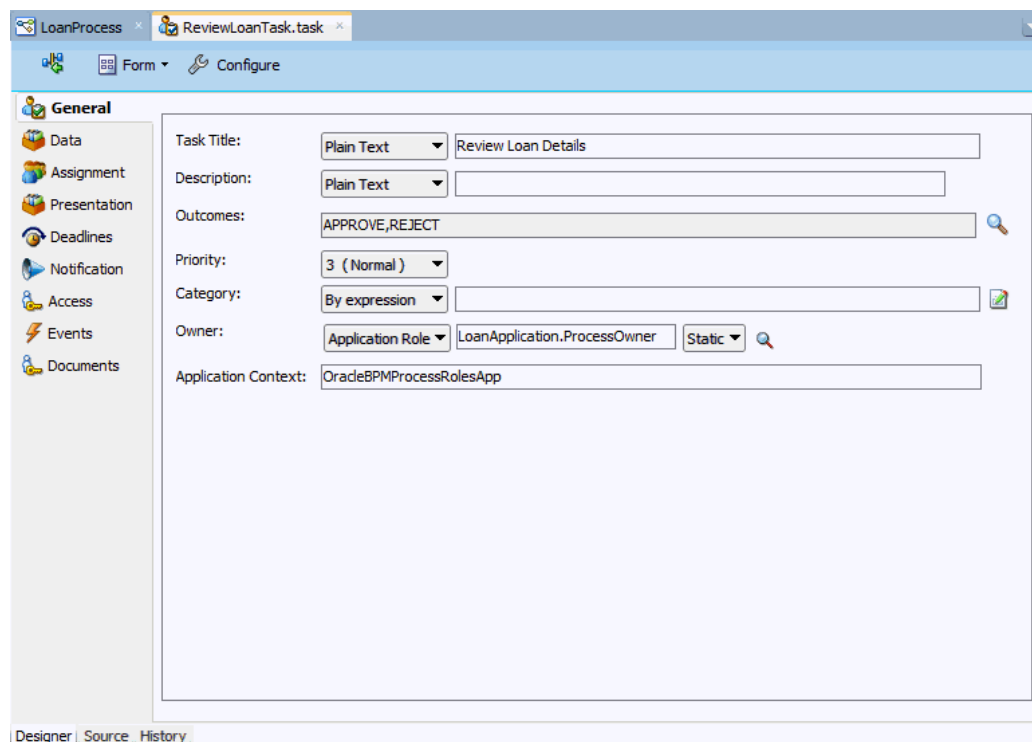 LoanProcess ReviewLoanTask.task
Form Configure
General
Data
Assignment
Presentation
Deadlines
Notification
Access
Events
Documents
Task Title: Plain Text Review Loan Details
Description: Plain Text
Outcomes: APPROVE,REJECT
Priority: 3 (Normal)
Category: By expression
Owner: Application Role LoanApplication.ProcessOwner Static
Application Context: OracleBPMProcessRolesApp
Designer Source History